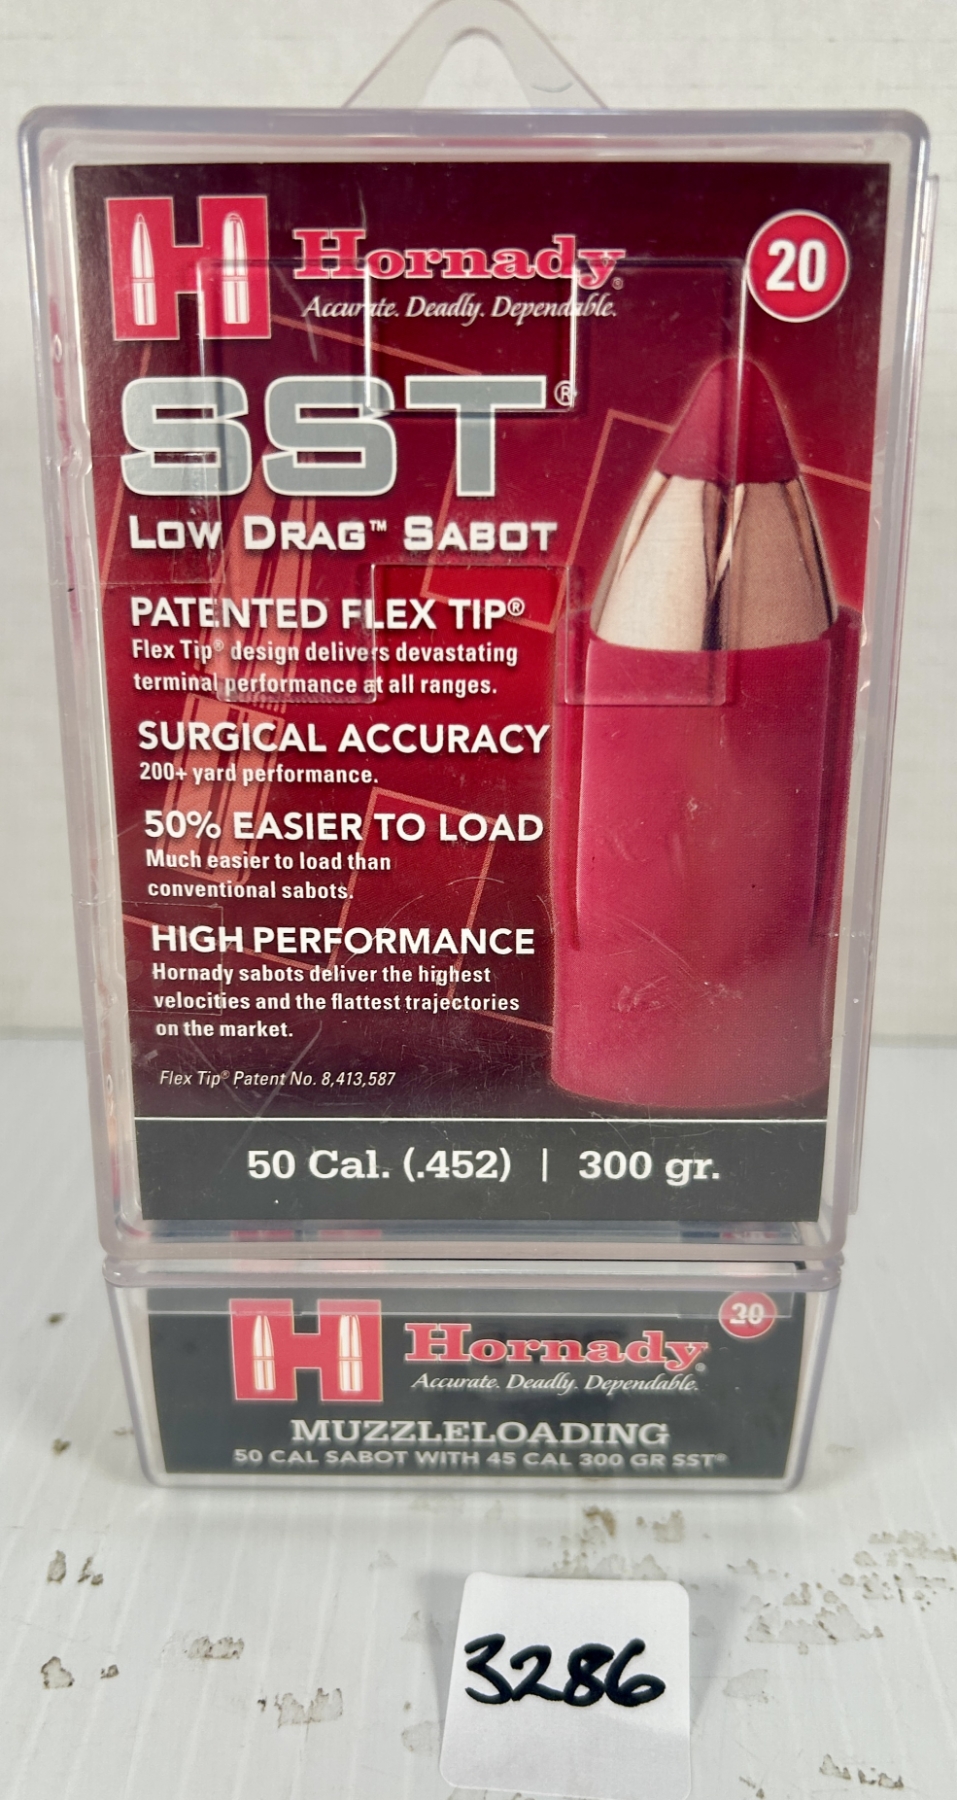 H Hornady®
20
Accurate. Deadly. Dependable.
SST®
LOW DRAG™ SABOT
PATENTED FLEX TIP®
Flex Tip® design delivers devastating
terminal performance at all ranges.
SURGICAL ACCURACY
200+ yard performance.
50% EASIER TO LOAD
Much easier to load than
conventional sabots.
HIGH PERFORMANCE
Hornady sabots deliver the highest
velocities and the flattest trajectories
on the market.
Flex Tip® Patent No. 8,413,587
50 Cal. (.452) | 300 gr.
20
H Hornady®
Accurate. Deadly. Dependable.
MUZZLELOADING
50 CAL SABOT WITH 45 CAL 300 GR SST®
3286